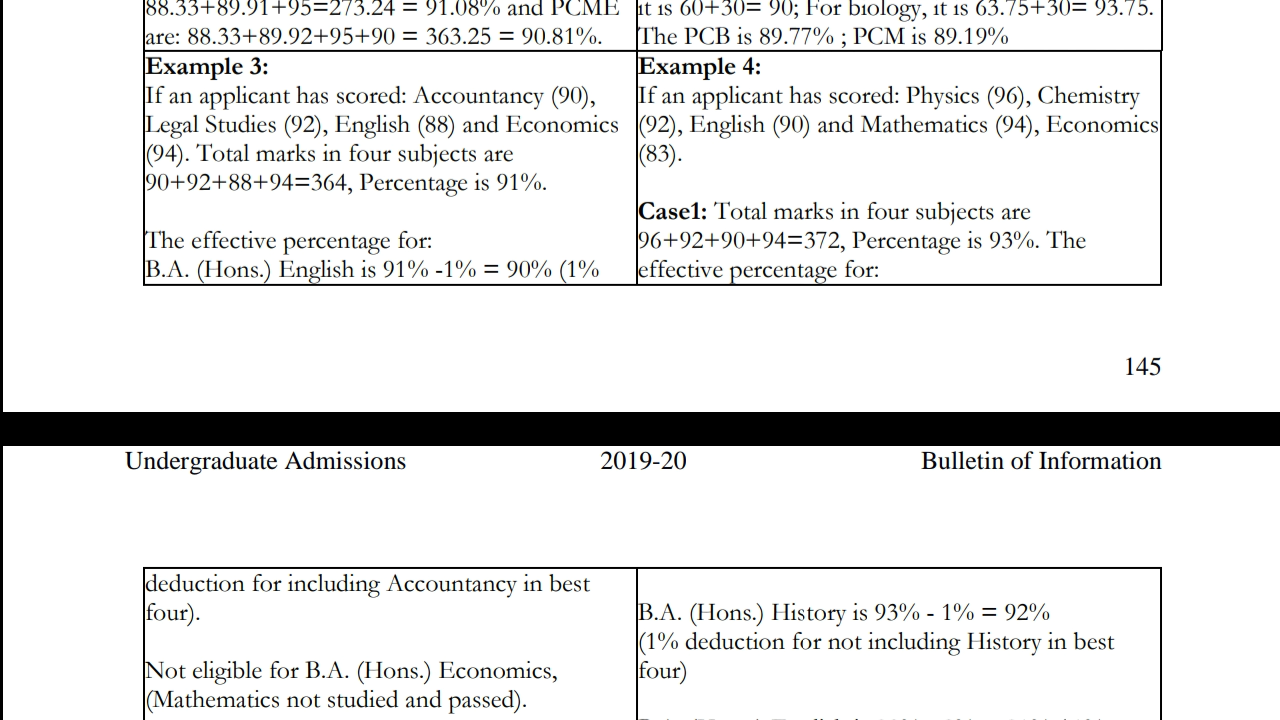 88.33+89.91+95=273.24 = 91.08% and PCME
are: 88.33+89.92+95+90 = 363.25 = 90.81%.
it is 60+30= 90; For biology, it is 63.75+30= 93.75.
The PCB is 89.77% ; PCM is 89.19%
Example 3:
If an applicant has scored: Accountancy (90),
Legal Studies (92), English (88) and Economics
(94). Total marks in four subjects are
90+92+88+94=364, Percentage is 91%.
The effective percentage for:
B.A. (Hons.) English is 91% -1% = 90% (1%
Example 4:
If an applicant has scored: Physics (96), Chemistry
(92), English (90) and Mathematics (94), Economics
(83).
Case1: Total marks in four subjects are
96+92+90+94=372, Percentage is 93%. The
effective percentage for:
145
Undergraduate Admissions 2019-20 Bulletin of Information
deduction for including Accountancy in best
four).
Not eligible for B.A. (Hons.) Economics,
(Mathematics not studied and passed).
B.A. (Hons.) History is 93% - 1% = 92%
(1% deduction for not including History in best
four)